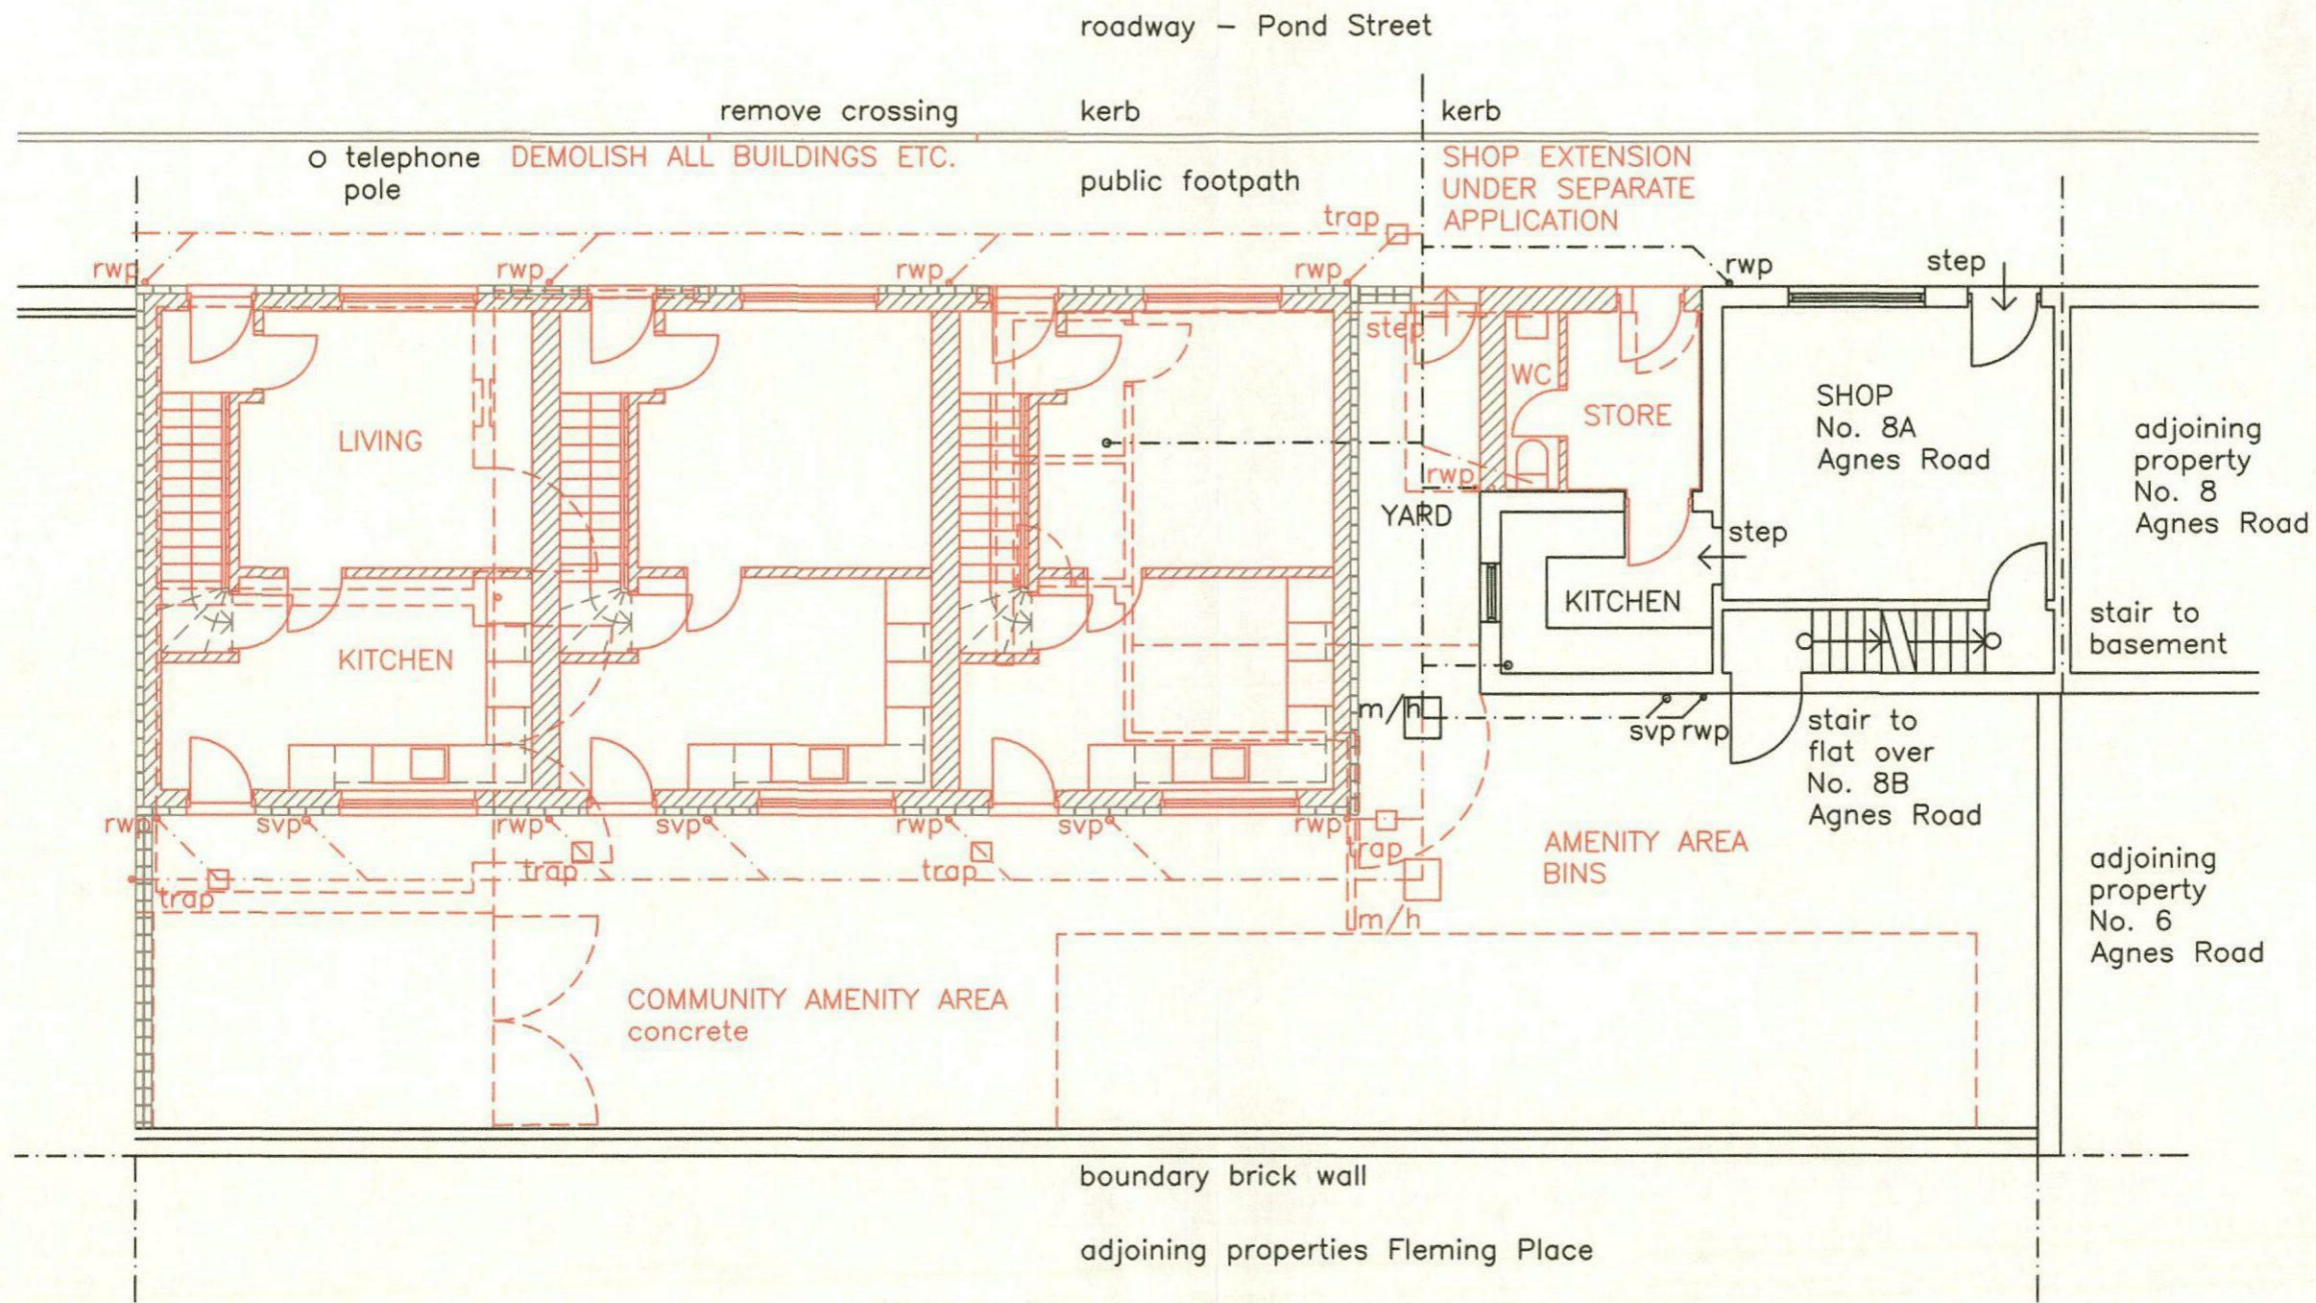 roadway – Pond Street
remove crossing
kerb
kerb
telephone
pole
DEMOLISH ALL BUILDINGS ETC.
public footpath
SHOP EXTENSION
UNDER SEPARATE
APPLICATION
trap
rwp
rwp
rwp
rwp
rwp
step
step
WC
STORE
SHOP
No. 8A
Agnes Road
adjoining
property
No. 8
Agnes Road
LIVING
rwp
YARD
step
KITCHEN
stair to
basement
KITCHEN
m/h
svp
rwp
stair to
flat over
No. 8B
Agnes Road
rwp
svp
rwp
svp
rwp
svp
rwp
trap
trap
trap
rap
AMENITY AREA
BINS
m/h
adjoining
property
No. 6
Agnes Road
COMMUNITY AMENITY AREA
concrete
boundary brick wall
adjoining properties Fleming Place